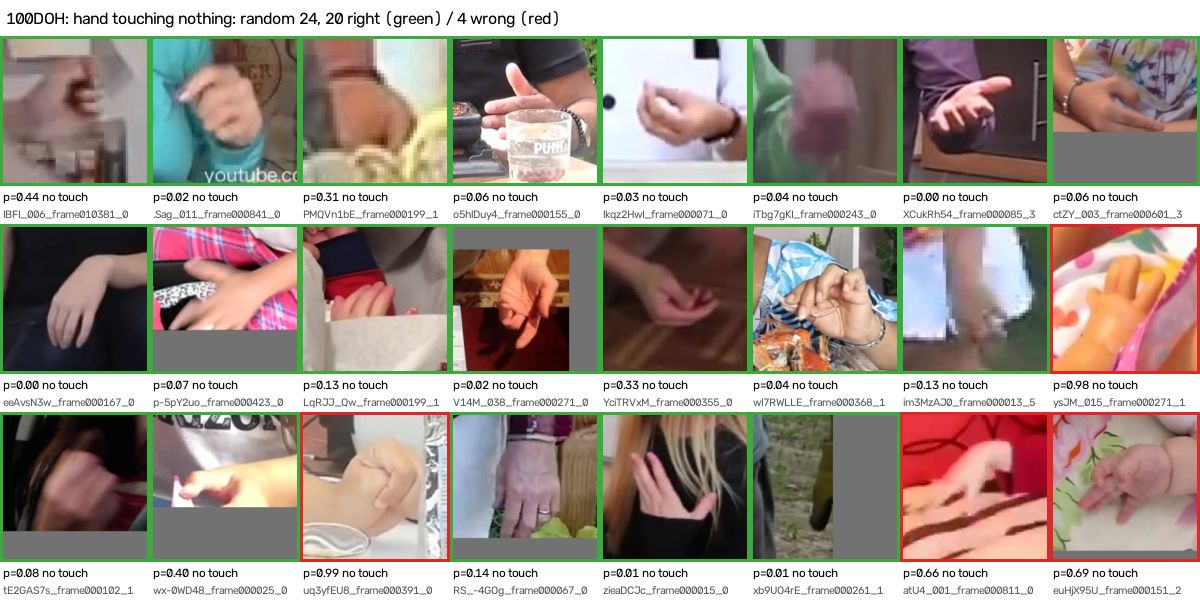 100DOH: hand touching nothing: random 24, 20 right (green) / 4 wrong (red)
youtube.co
PUN
p=0.44 no touch
p=0.02 no touch
p=0.31 no touch
p=0.06 no touch
p=0.03 no touch
p=0.04 no touch
p=0.00 no touch
p=0.06 no touch
IBFI_006_frame010381_0
.Sag_011_frame000841_0
PMQVn1bE_frame000199_1
o5hlDuy4_frame000155_0
lkqz2HwI_frame000071_0
iTbg7gKI_frame000243_0
XCukRh54_frame000085_3
ctZY_003_frame000601_3
p=0.00 no touch
p=0.07 no touch
p=0.13 no touch
p=0.02 no touch
p=0.33 no touch
p=0.04 no touch
p=0.13 no touch
p=0.98 no touch
eeAvsN3w_frame000167_0
p-5pY2uo_frame000423_0
LqRJJ_Qw_frame000199_1
V14M_038_frame000271_0
YciTRVxM_frame000355_0
wI7RWLLE_frame000368_1
im3MzAJ0_frame000013_5
ysJM_015_frame000271_1
p=0.08 no touch
p=0.40 no touch
p=0.99 no touch
p=0.14 no touch
p=0.01 no touch
p=0.01 no touch
p=0.66 no touch
p=0.69 no touch
tE2GAS7s_frame000102_1
wx-0WD48_frame000025_0
uq3yfEU8_frame000391_0
RS_-4GOg_frame000067_0
zieaDCJc_frame000015_0
xb9UO4rE_frame000261_1
atU4_001_frame000811_0
euHjX95U_frame000151_2